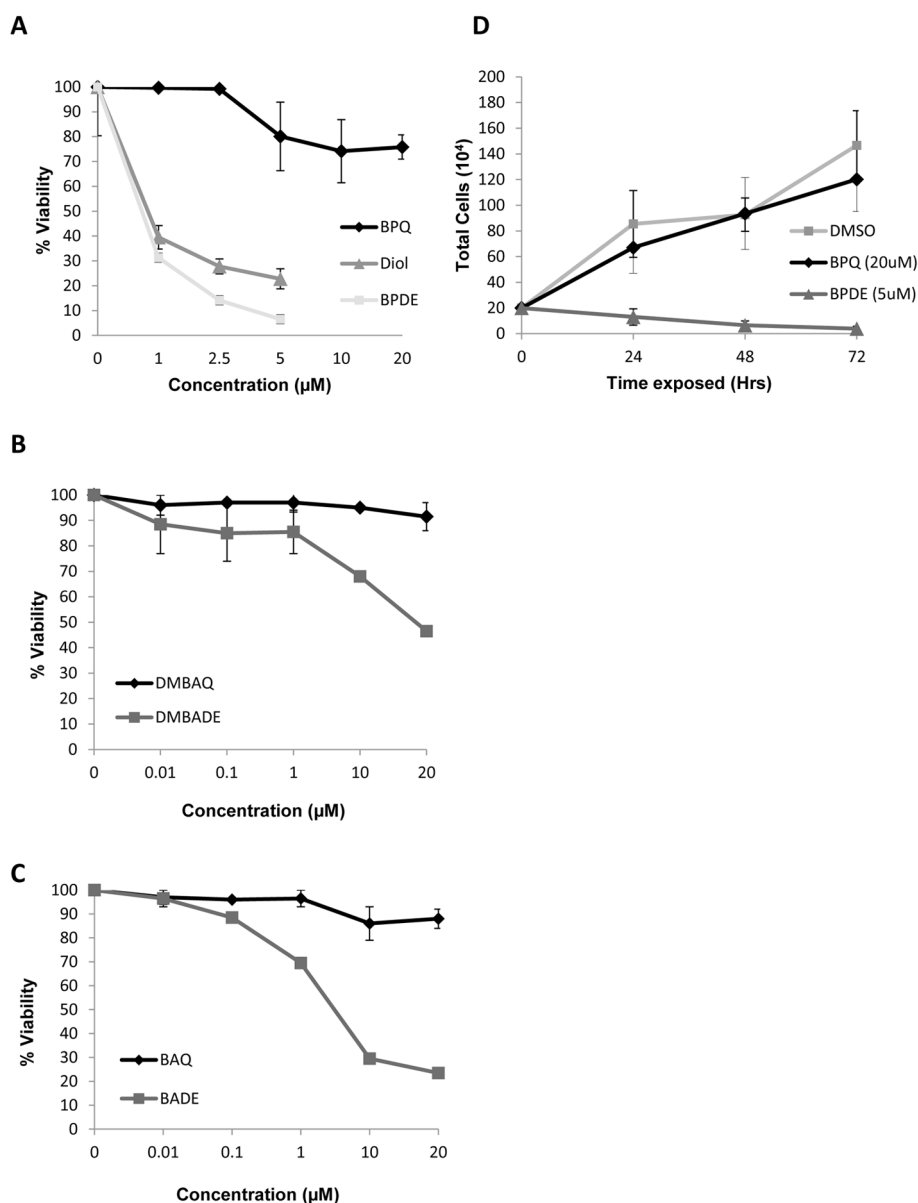 A
% Viability
100
90
80
70
60
50
40
30
20
10
0
0 1 2.5 5 10 20
Concentration (µM)
BPQ
Diol
BPDE
D
Total Cells (10⁴)
200
180
160
140
120
100
80
60
40
20
0
0 24 48 72
Time exposed (Hrs)
DMSO
BPQ (20uM)
BPDE (5uM)
B
% Viability
100
90
80
70
60
50
40
30
20
10
0
0 0.01 0.1 1 10 20
Concentration (µM)
DMBAQ
DMBADE
C
% Viability
100
90
80
70
60
50
40
30
20
10
0
0 0.01 0.1 1 10 20
Concentration (µM)
BAQ
BADE